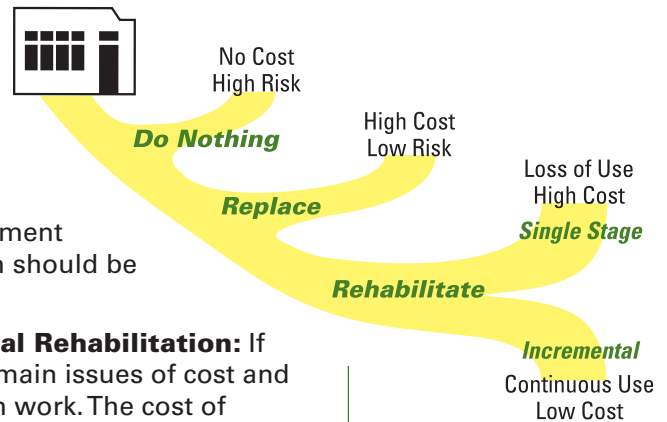 No Cost
High Risk
Do Nothing
High Cost
Low Risk
Replace
Loss of Use
High Cost
Single Stage
Rehabilitate
Incremental
Continuous Use
Low Cost
ment
should be
al Rehabilitation: If
main issues of cost and
work. The cost of